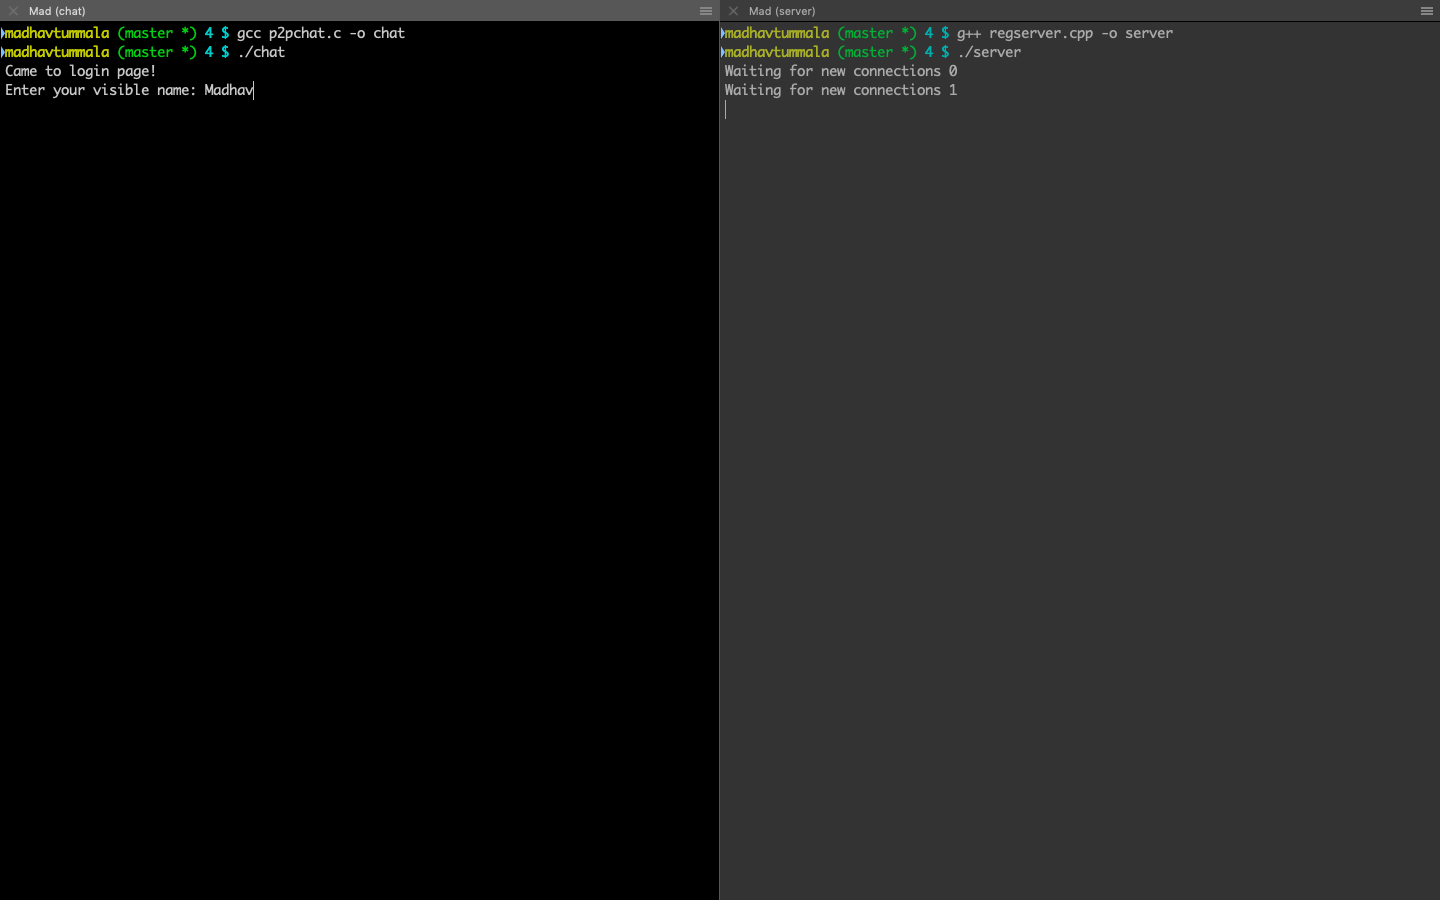 Mad (chat)
madhavtummala (master *) 4 $ gcc p2pchat.c -o chat
madhavtummala (master *) 4 $ ./chat
Came to login page!
Enter your visible name: Madhav
Mad (server)
madhavtummala (master *) 4 $ g++ regserver.cpp -o server
madhavtummala (master *) 4 $ ./server
Waiting for new connections 0
Waiting for new connections 1